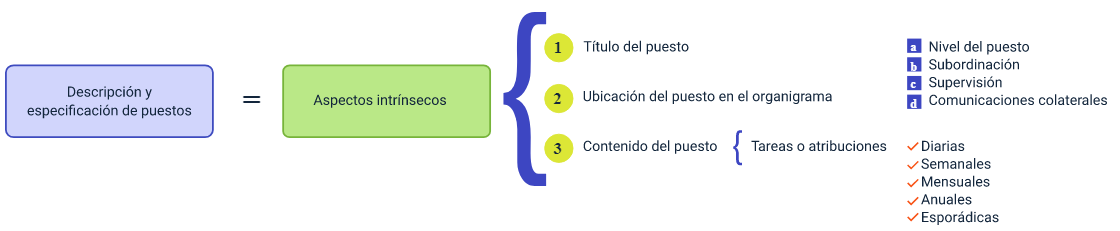 Descripción y
especificación de puestos
=
Aspectos intrínsecos
1 Título del puesto
a Nivel del puesto
b Subordinación
c Supervisión
d Comunicaciones colaterales
2 Ubicación del puesto en el organigrama
3 Contenido del puesto
Tareas o atribuciones
Diarias
Semanales
Mensuales
Anuales
Esporádicas